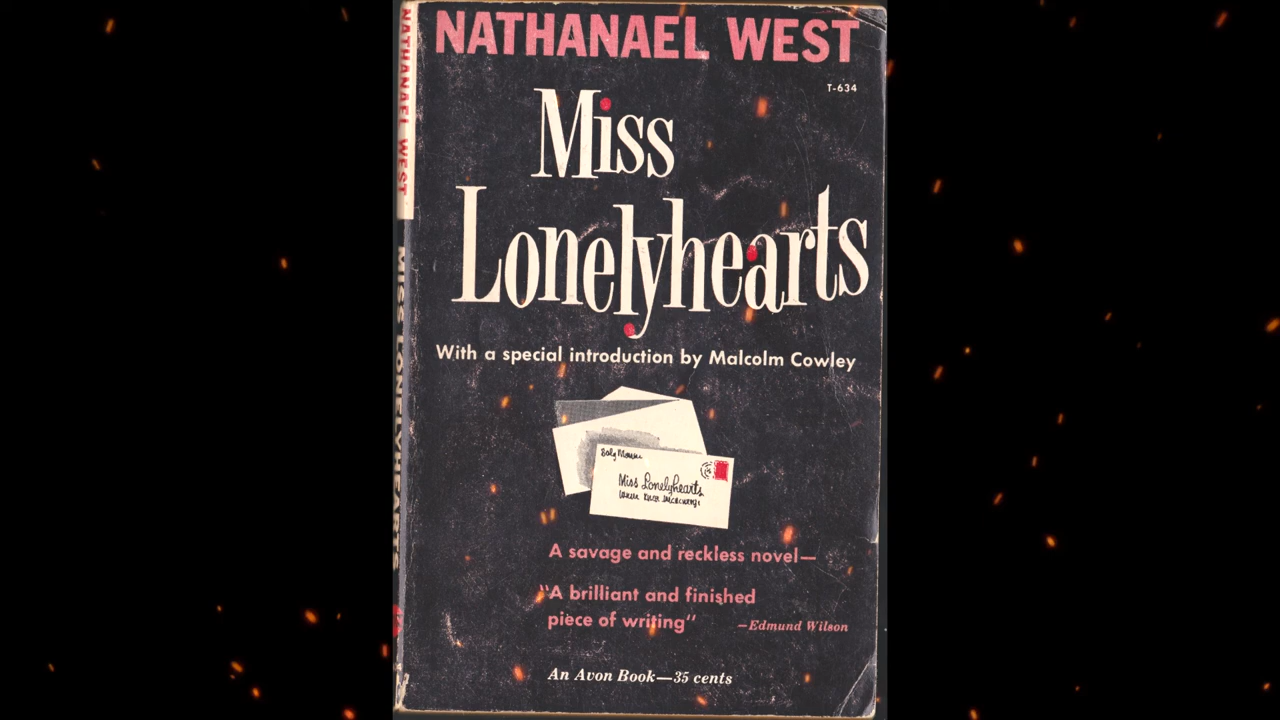 NATHANAEL WEST
T-634
Miss
Lonelyhearts
With a special introduction by Malcolm Cowley
Miss Lonelyhearts
A savage and reckless novel—
"A brilliant and finished
piece of writing"
—Edmund Wilson
An Avon Book—35 cents
NATHANAEL WEST
MISS LONELYHEARTS